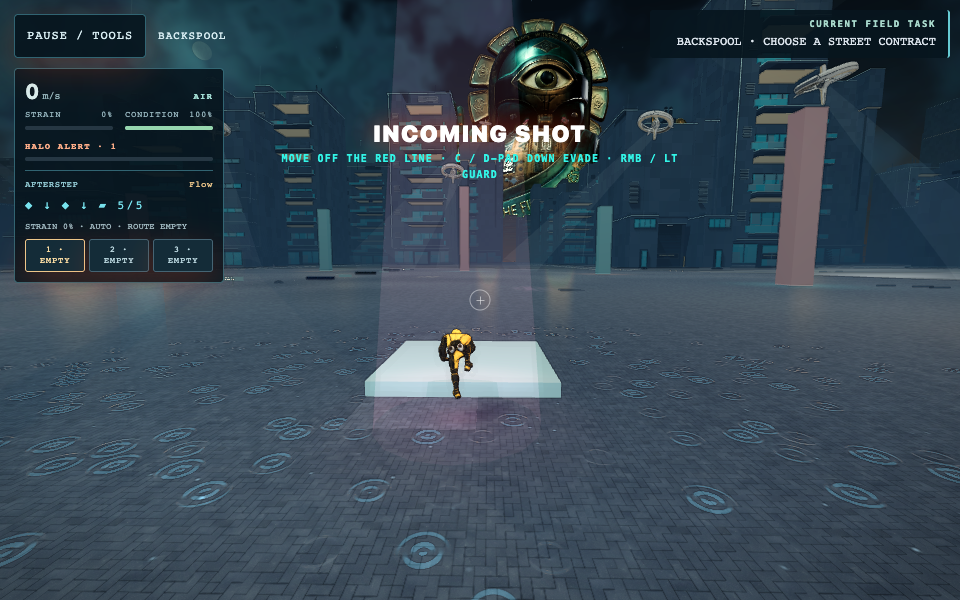 PAUSE / TOOLS
BACKSPOOL
CURRENT FIELD TASK
BACKSPOOL • CHOOSE A STREET CONTRACT
0 m/s
AIR
STRAIN 0%
CONDITION 100%
HALO ALERT · 1
AFTERSTEP
Flow
◆ ↓ ◆ ↓ ▰ 5/5
STRAIN 0% · AUTO · ROUTE EMPTY
1 · EMPTY
2 · EMPTY
3 · EMPTY
INCOMING SHOT
MOVE OFF THE RED LINE · C / D-PAD DOWN EVADE · RMB / LT
GUARD